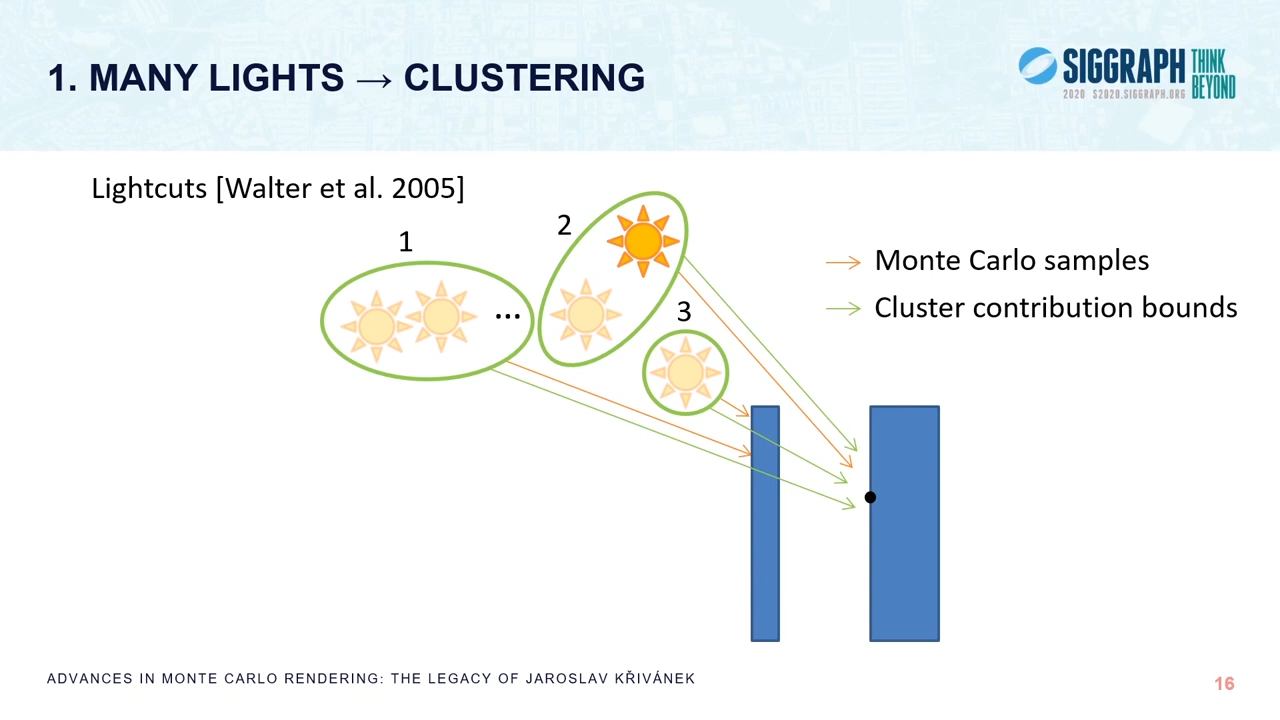 1. MANY LIGHTS → CLUSTERING
SIGGRAPH THINK BEYOND
2020 S2020.SIGGRAPH.ORG
Lightcuts [Walter et al. 2005]
1
2
3
...
Monte Carlo samples
Cluster contribution bounds
ADVANCES IN MONTE CARLO RENDERING: THE LEGACY OF JAROSLAV KŘIVÁNEK
16